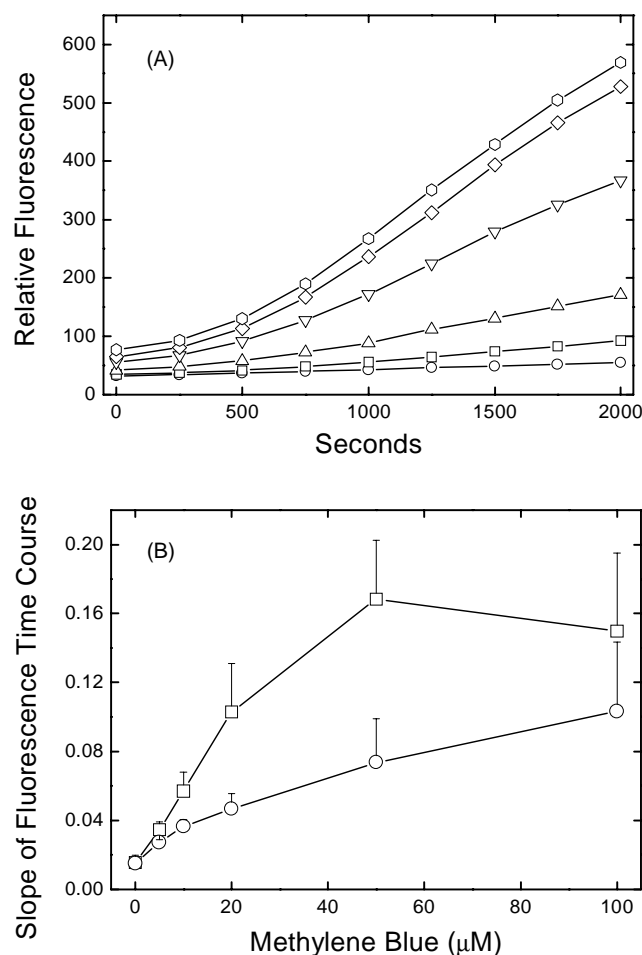 (A)
600
500
400
300
200
100
0
Relative Fluorescence
0 500 1000 1500 2000
Seconds
(B)
0.20
0.16
0.12
0.08
0.04
0.00
Slope of Fluorescence Time Course
0 20 40 60 80 100
Methylene Blue (μM)